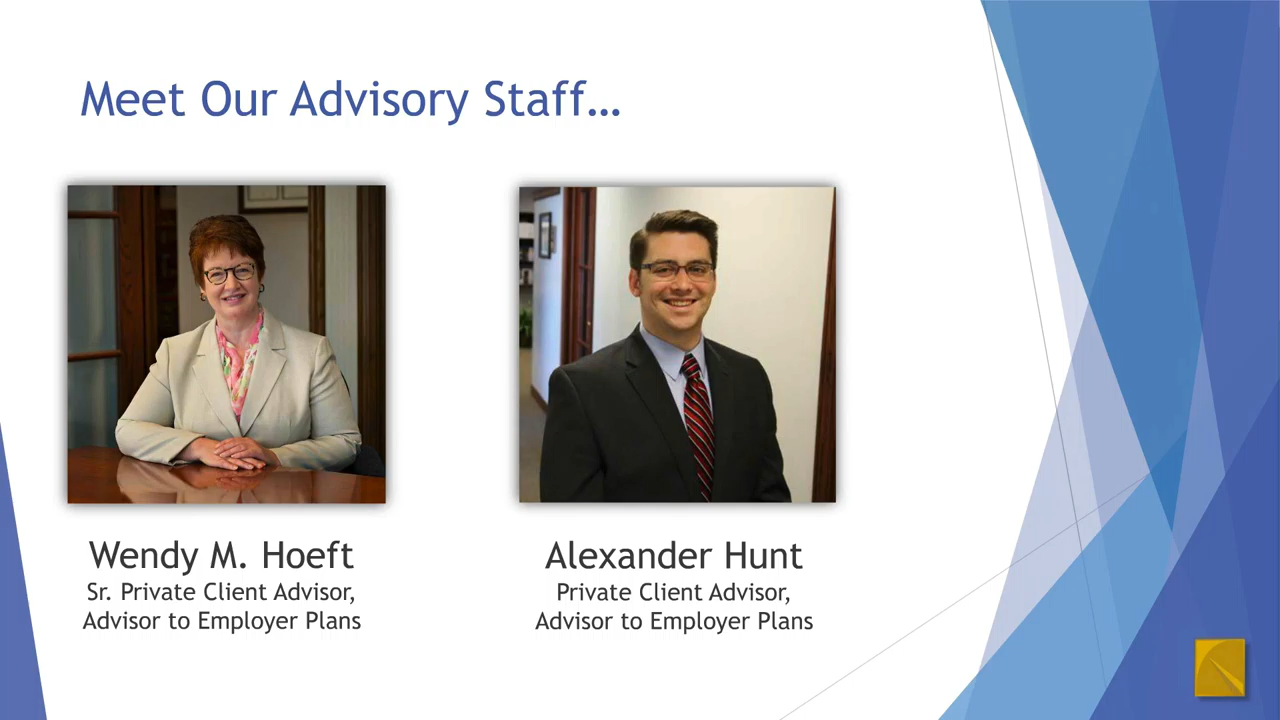 Meet Our Advisory Staff…
Wendy M. Hoeft
Sr. Private Client Advisor,
Advisor to Employer Plans
Alexander Hunt
Private Client Advisor,
Advisor to Employer Plans